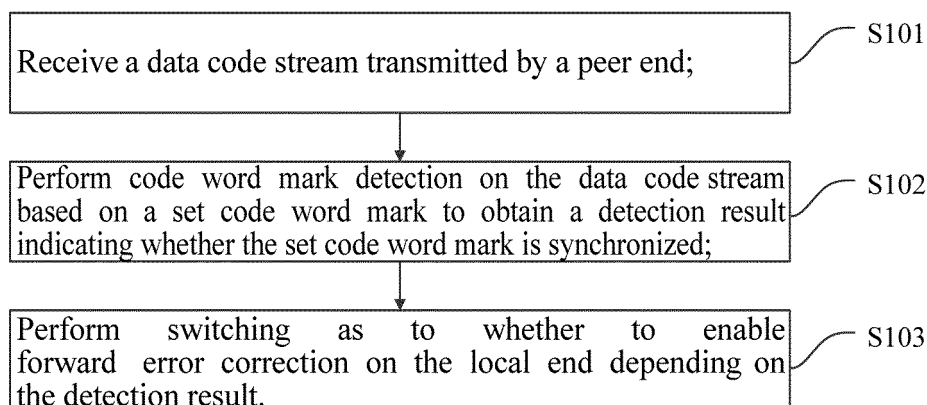 Receive a data code stream transmitted by a peer end;
S101
Perform code word mark detection on the data code stream
based on a set code word mark to obtain a detection result
indicating whether the set code word mark is synchronized;
S102
Perform switching as to whether to enable
forward error correction on the local end depending on
the detection result.
S103